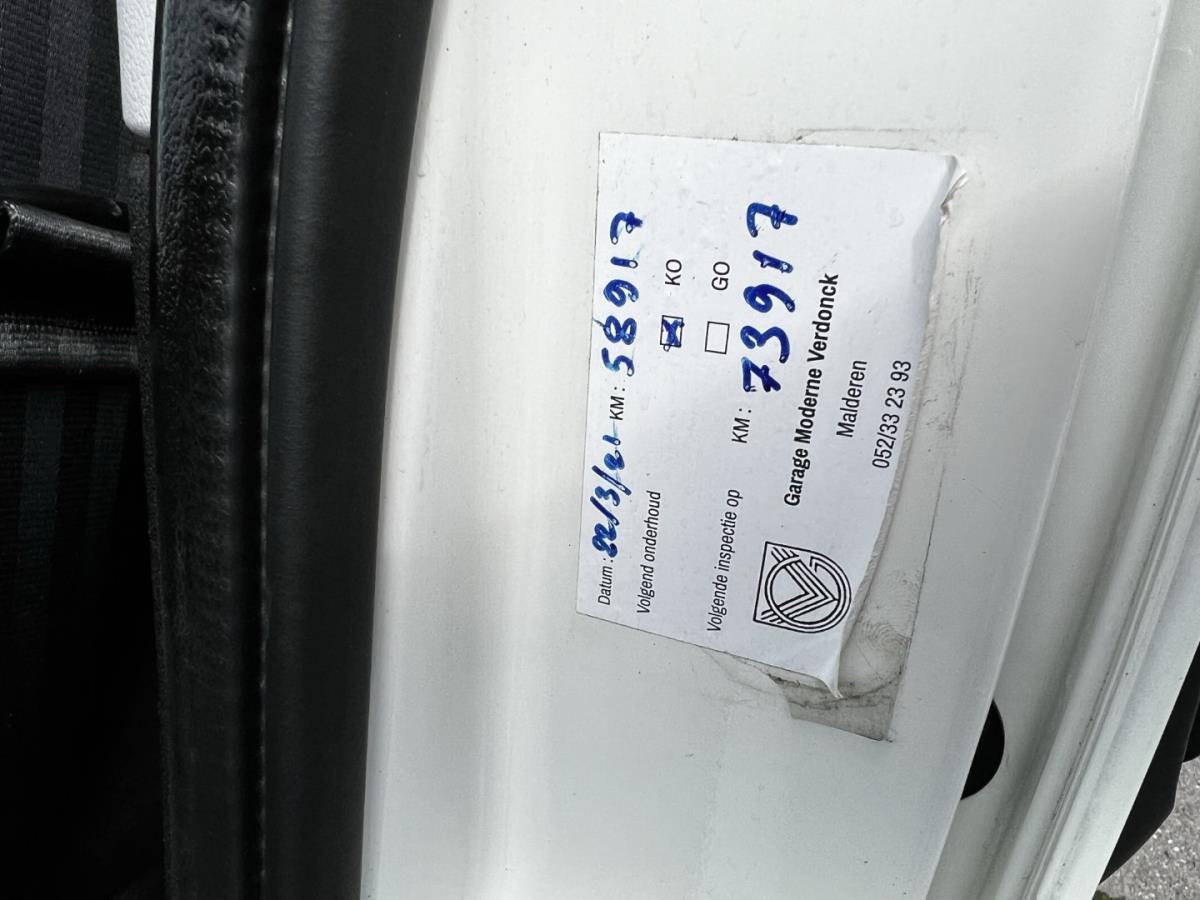 Datum : 22/3/21 KM : 58917
Volgend onderhoud KO
GO
Volgende inspectie op KM : 73917
Garage Moderne Verdonck
Malderen
052/33 23 93